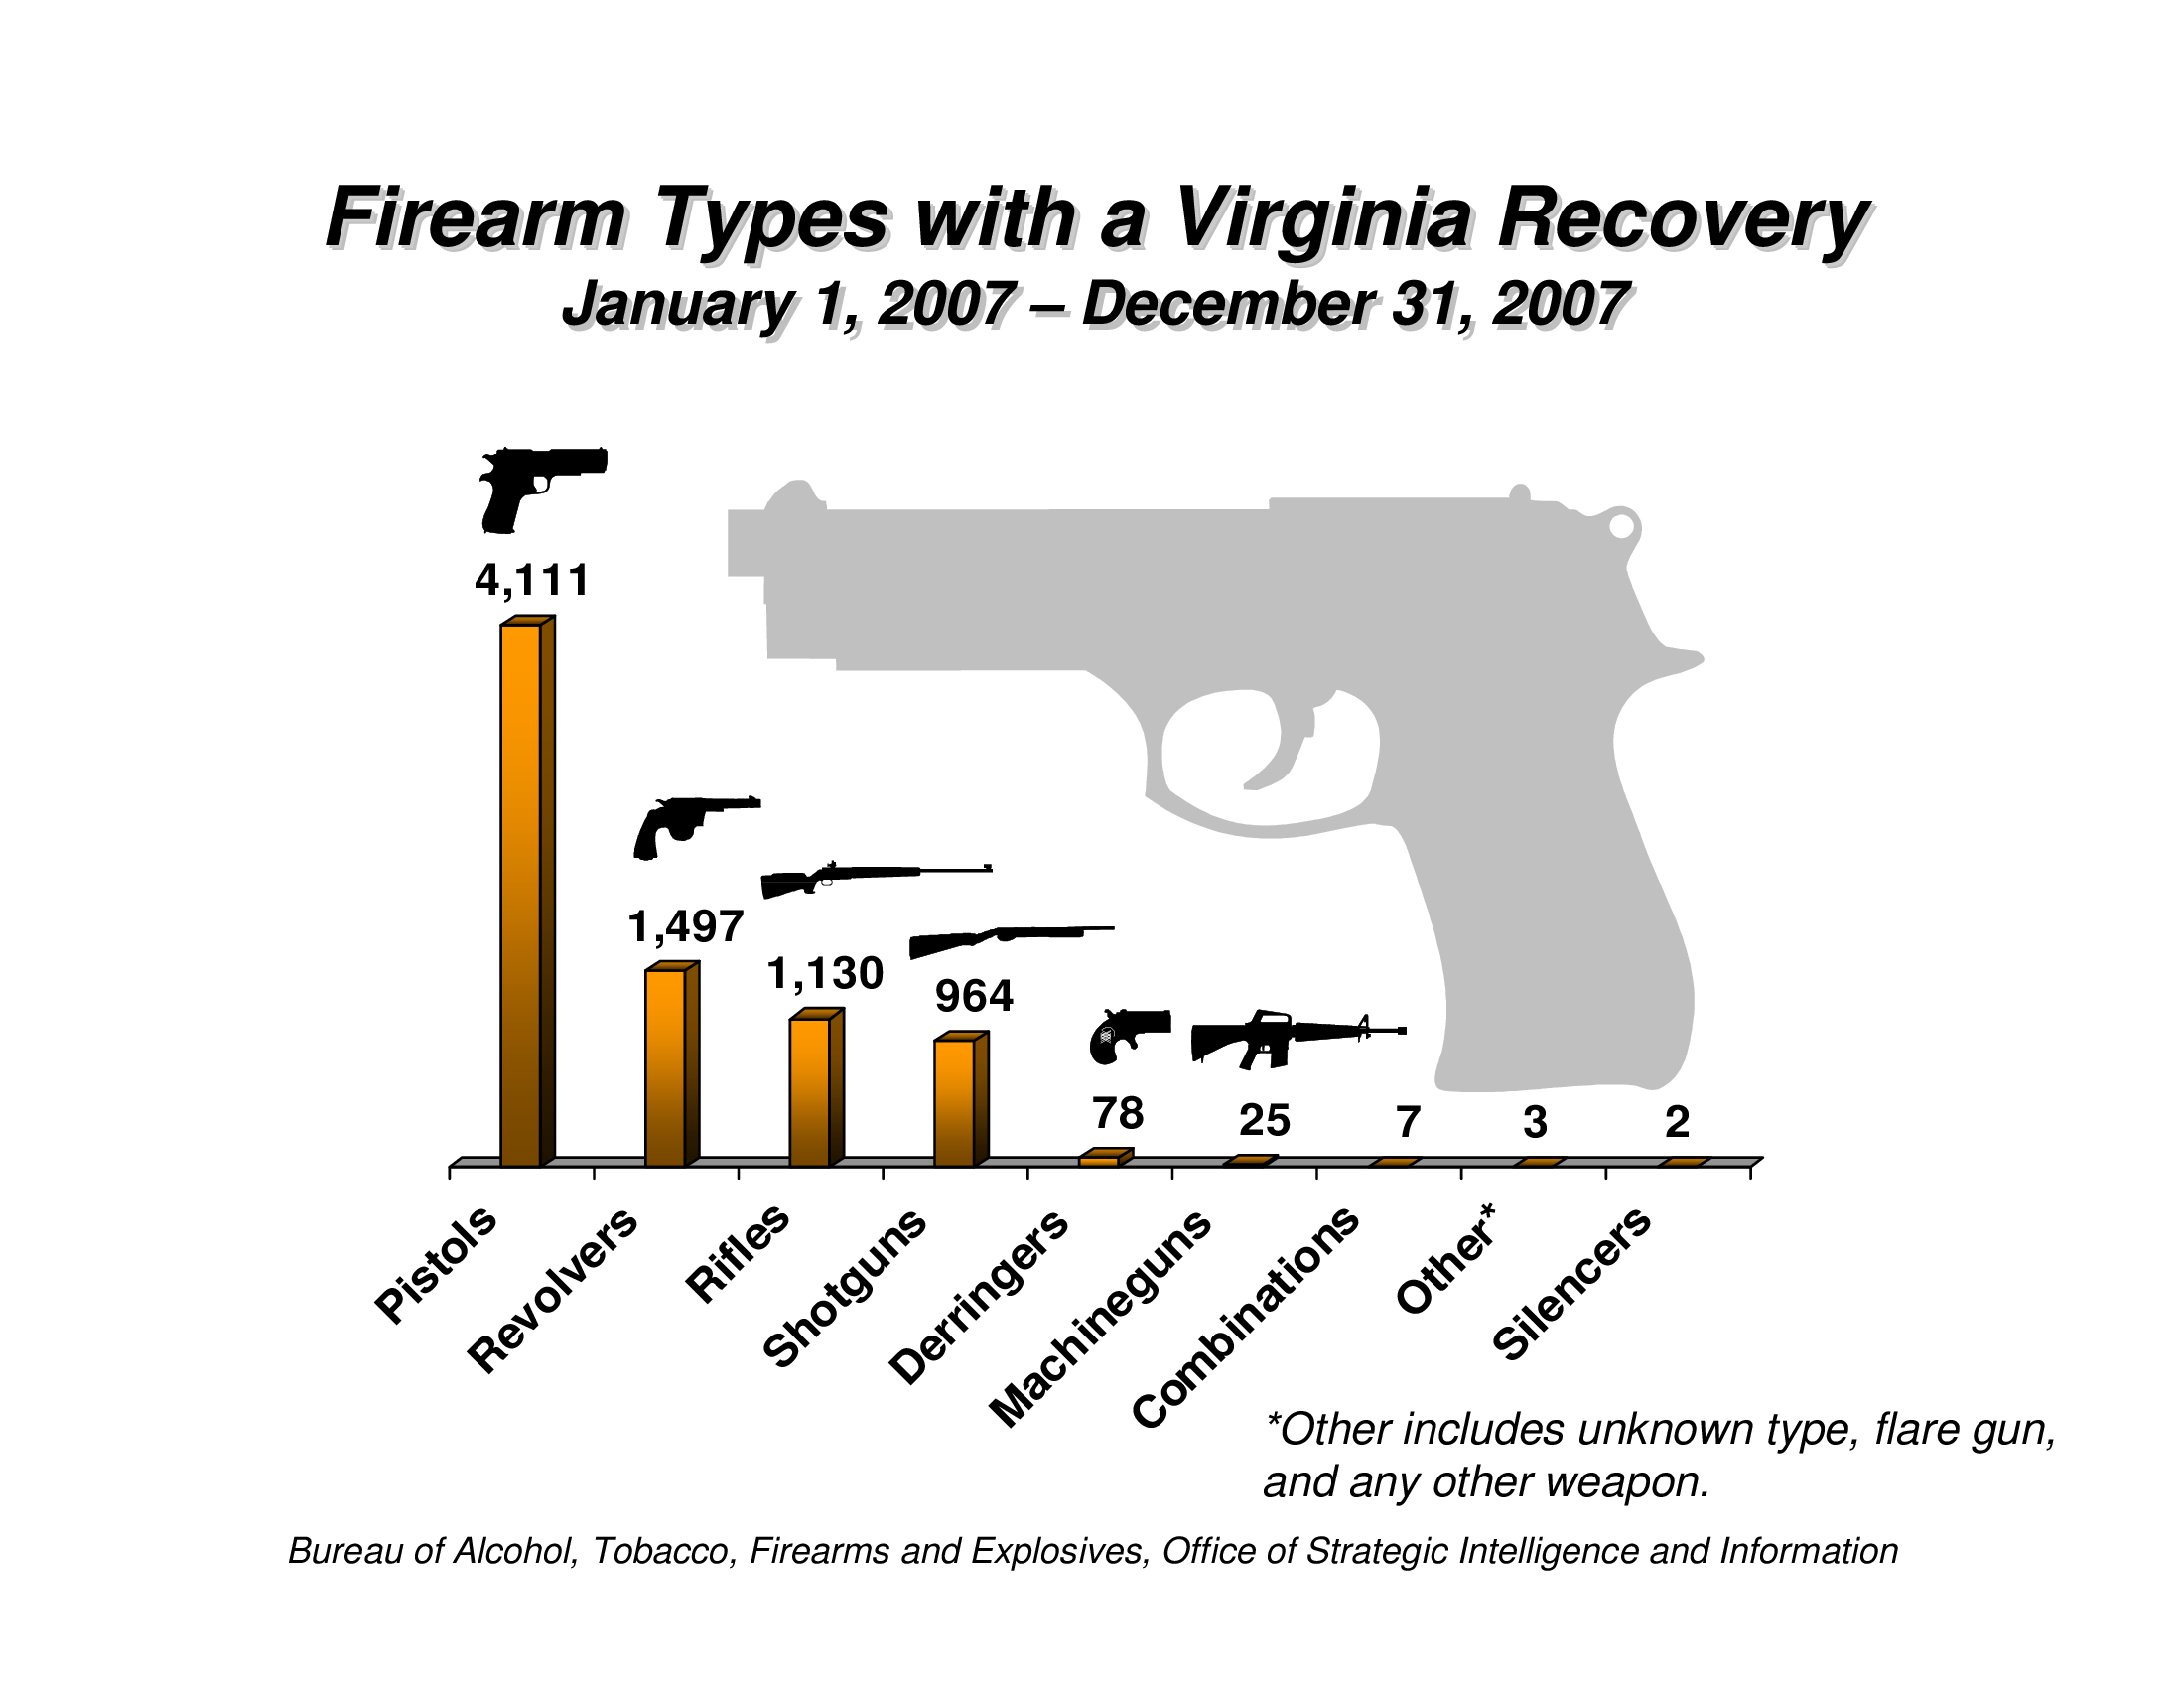 Firearm Types with a Virginia Recovery
January 1, 2007 – December 31, 2007
4,111
1,497
1,130
964
78
25
7
3
2
Pistols
Revolvers
Rifles
Shotguns
Derringers
Machineguns
Combinations
Other*
Silencers
*Other includes unknown type, flare gun,
and any other weapon.
Bureau of Alcohol, Tobacco, Firearms and Explosives, Office of Strategic Intelligence and Information